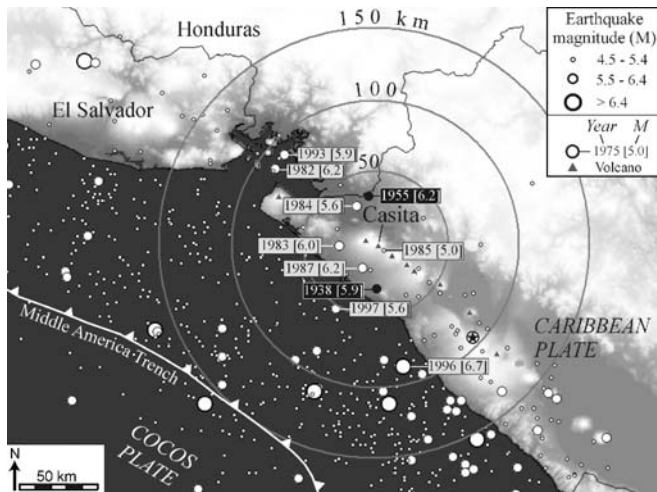 Honduras
150 km
El Salvador
100
50
1993 [5.9]
1982 [6.2]
1955 [6.2]
1984 [5.6]
Casita
1983 [6.0]
1985 [5.0]
1987 [6.2]
1938 [5.9]
1997 [5.6]
1996 [6.7]
Middle America Trench
CARIBBEAN
PLATE
COCOS
PLATE
N
50 km
Earthquake
magnitude (M)
4.5 - 5.4
5.5 - 6.4
> 6.4
Year M
1975 [5.0]
Volcano